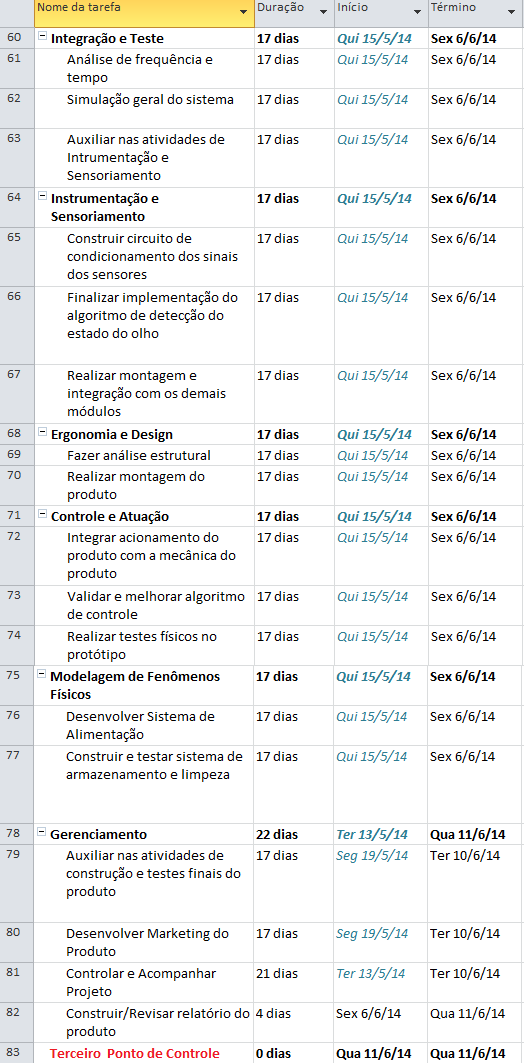 Nome da tarefa Duração Início Término
60 Integração e Teste 17 dias Qui 15/5/14 Sex 6/6/14
61 Análise de frequência e 17 dias Qui 15/5/14 Sex 6/6/14
tempo
62 Simulação geral do sistema 17 dias Qui 15/5/14 Sex 6/6/14
63 Auxiliar nas atividades de 17 dias Qui 15/5/14 Sex 6/6/14
Intrumentação e
Sensoriamento
64 Instrumentação e 17 dias Qui 15/5/14 Sex 6/6/14
Sensoriamento
65 Construir circuito de 17 dias Qui 15/5/14 Sex 6/6/14
condicionamento dos sinais
dos sensores
66 Finalizar implementação do 17 dias Qui 15/5/14 Sex 6/6/14
algoritmo de detecção do
estado do olho
67 Realizar montagem e 17 dias Qui 15/5/14 Sex 6/6/14
integração com os demais
módulos
68 Ergonomia e Design 17 dias Qui 15/5/14 Sex 6/6/14
69 Fazer análise estrutural 17 dias Qui 15/5/14 Sex 6/6/14
70 Realizar montagem do 17 dias Qui 15/5/14 Sex 6/6/14
produto
71 Controle e Atuação 17 dias Qui 15/5/14 Sex 6/6/14
72 Integrar acionamento do 17 dias Qui 15/5/14 Sex 6/6/14
produto com a mecânica do
produto
73 Validar e melhorar algoritmo 17 dias Qui 15/5/14 Sex 6/6/14
de controle
74 Realizar testes físicos no 17 dias Qui 15/5/14 Sex 6/6/14
protótipo
75 Modelagem de Fenômenos 17 dias Qui 15/5/14 Sex 6/6/14
Físicos
76 Desenvolver Sistema de 17 dias Qui 15/5/14 Sex 6/6/14
Alimentação
77 Construir e testar sistema de 17 dias Qui 15/5/14 Sex 6/6/14
armazenamento e limpeza
78 Gerenciamento 22 dias Ter 13/5/14 Qua 11/6/14
79 Auxiliar nas atividades de 17 dias Seg 19/5/14 Ter 10/6/14
construção e testes finais do
produto
80 Desenvolver Marketing do 17 dias Seg 19/5/14 Ter 10/6/14
Produto
81 Controlar e Acompanhar 21 dias Ter 13/5/14 Ter 10/6/14
Projeto
82 Construir/Revisar relatório do 4 dias Sex 6/6/14 Qua 11/6/14
produto
83 Terceiro Ponto de Controle 0 dias Qua 11/6/14 Qua 11/6/14